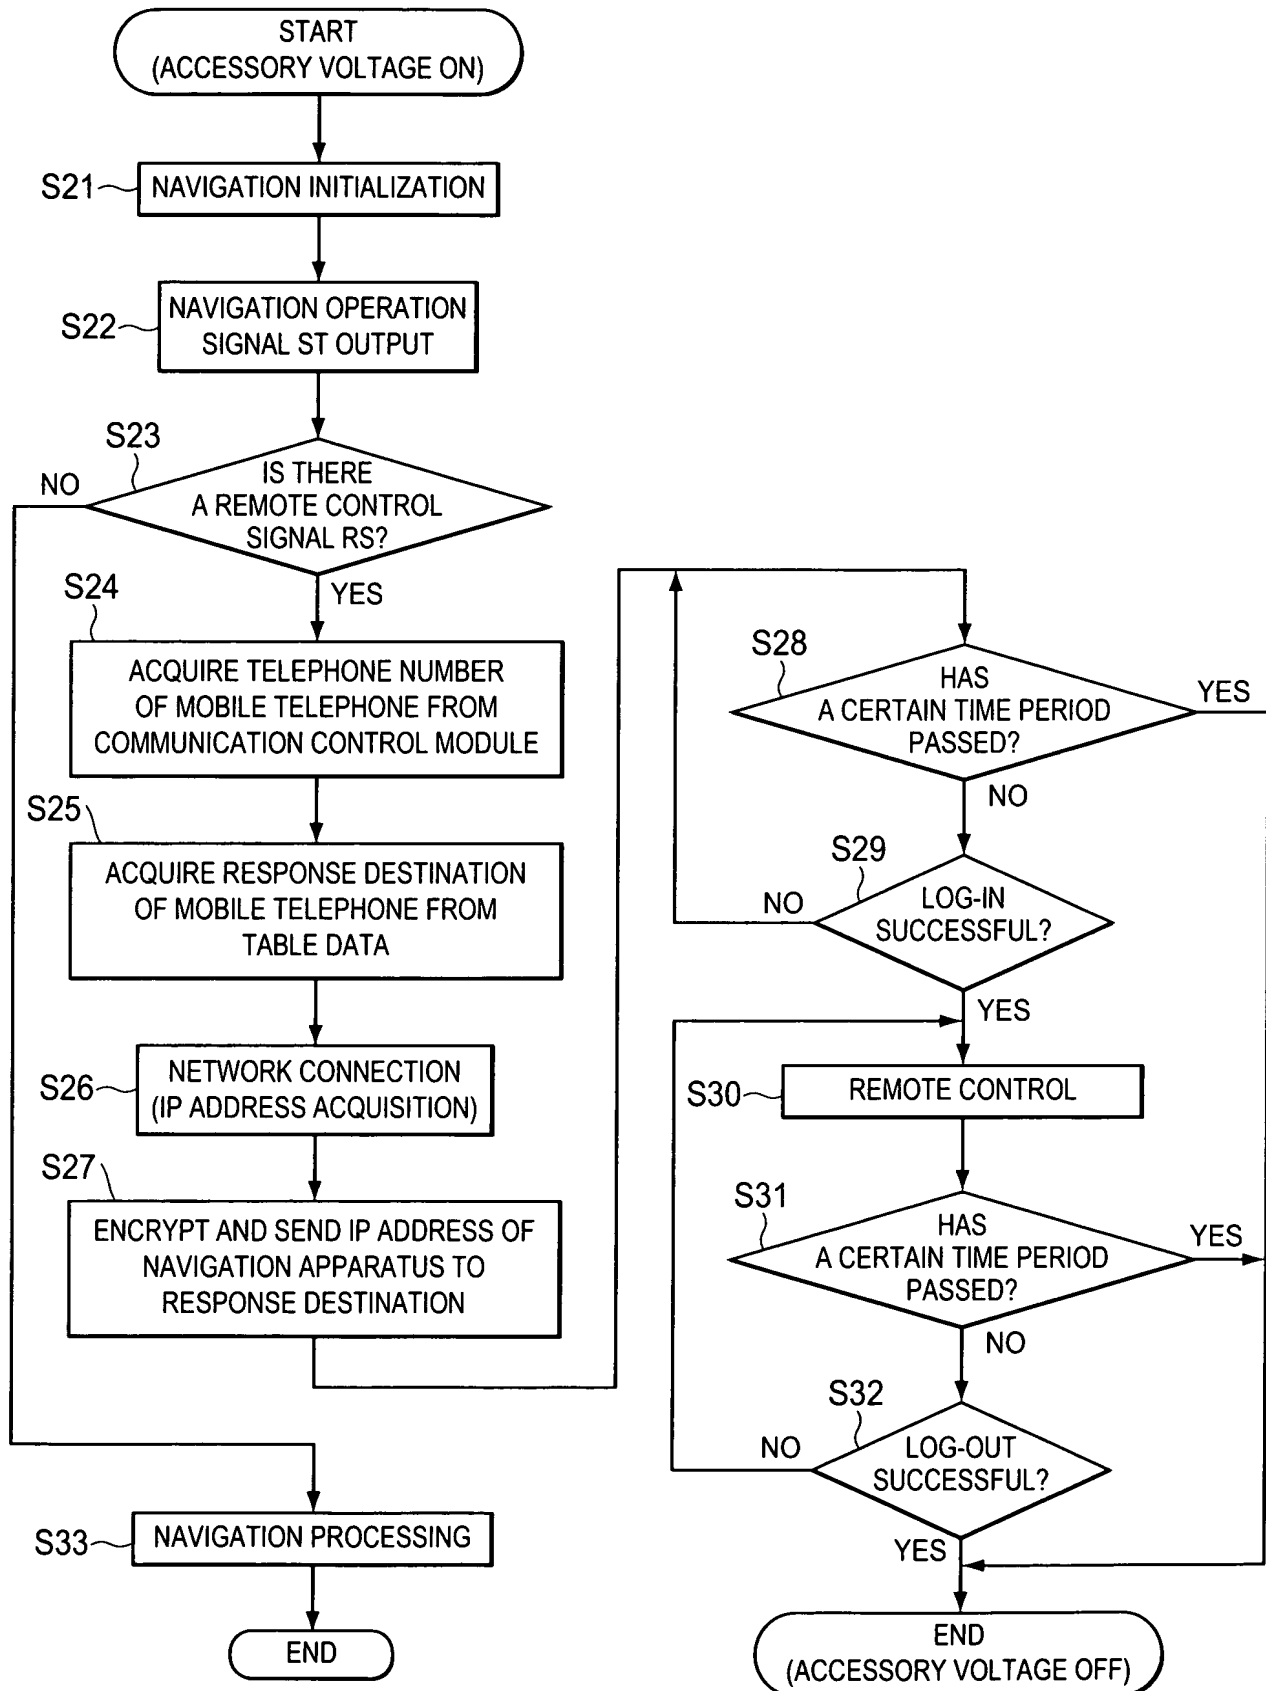 START
(ACCESSORY VOLTAGE ON)
S21
NAVIGATION INITIALIZATION
S22
NAVIGATION OPERATION
SIGNAL ST OUTPUT
S23
NO
IS THERE
A REMOTE CONTROL
SIGNAL RS?
YES
S24
ACQUIRE TELEPHONE NUMBER
OF MOBILE TELEPHONE FROM
COMMUNICATION CONTROL MODULE
S25
ACQUIRE RESPONSE DESTINATION
OF MOBILE TELEPHONE FROM
TABLE DATA
S26
NETWORK CONNECTION
(IP ADDRESS ACQUISITION)
S27
ENCRYPT AND SEND IP ADDRESS OF
NAVIGATION APPARATUS TO
RESPONSE DESTINATION
S33
NAVIGATION PROCESSING
END
S28
HAS
A CERTAIN TIME PERIOD
PASSED?
YES
NO
S29
NO
LOG-IN
SUCCESSFUL?
YES
S30
REMOTE CONTROL
S31
HAS
A CERTAIN TIME PERIOD
PASSED?
YES
NO
S32
NO
LOG-OUT
SUCCESSFUL?
YES
END
(ACCESSORY VOLTAGE OFF)